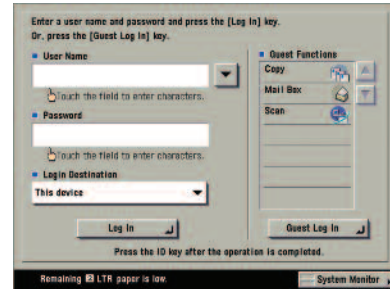 Enter a user name and password and press the [Log In] key.
Or, press the [Guest Log In] key.
User Name
Touch the field to enter characters.
Password
Touch the field to enter characters.
Login Destination
This device
Log In
Guest Functions
Copy
Mail Box
Scan
Guest Log In
Press the ID key after the operation is completed.
Remaining 2 LTR paper is low.
System Monitor